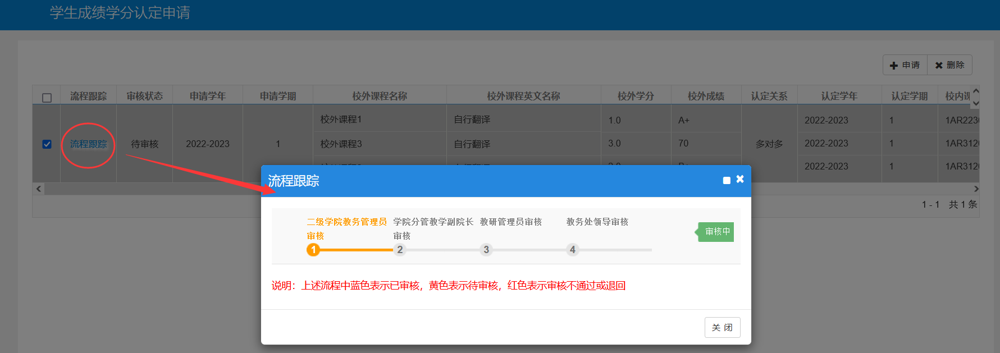 学生成绩学分认定申请
申请 删除
流程跟踪 审核状态 申请学年 申请学期 校外课程名称 校外课程英文名称 校外学分 校外成绩 认定关系 认定学年 认定学期 校内课
校外课程1 自行翻译 1.0 A+ 2022-2023 1 1AR223
流程跟踪 待审核 2022-2023 1 校外课程3 自行翻译 3.0 70 多对多 2022-2023 1 1AR312
2022-2023 1 1AR312
1 - 1 共 1 条
流程跟踪
二级学院教务管理员
审核
学院分管教学副院长
审核
教研管理员审核
教务处领导审核
审核中
1 2 3 4
说明：上述流程中蓝色表示已审核，黄色表示待审核，红色表示审核不通过或退回
关 闭